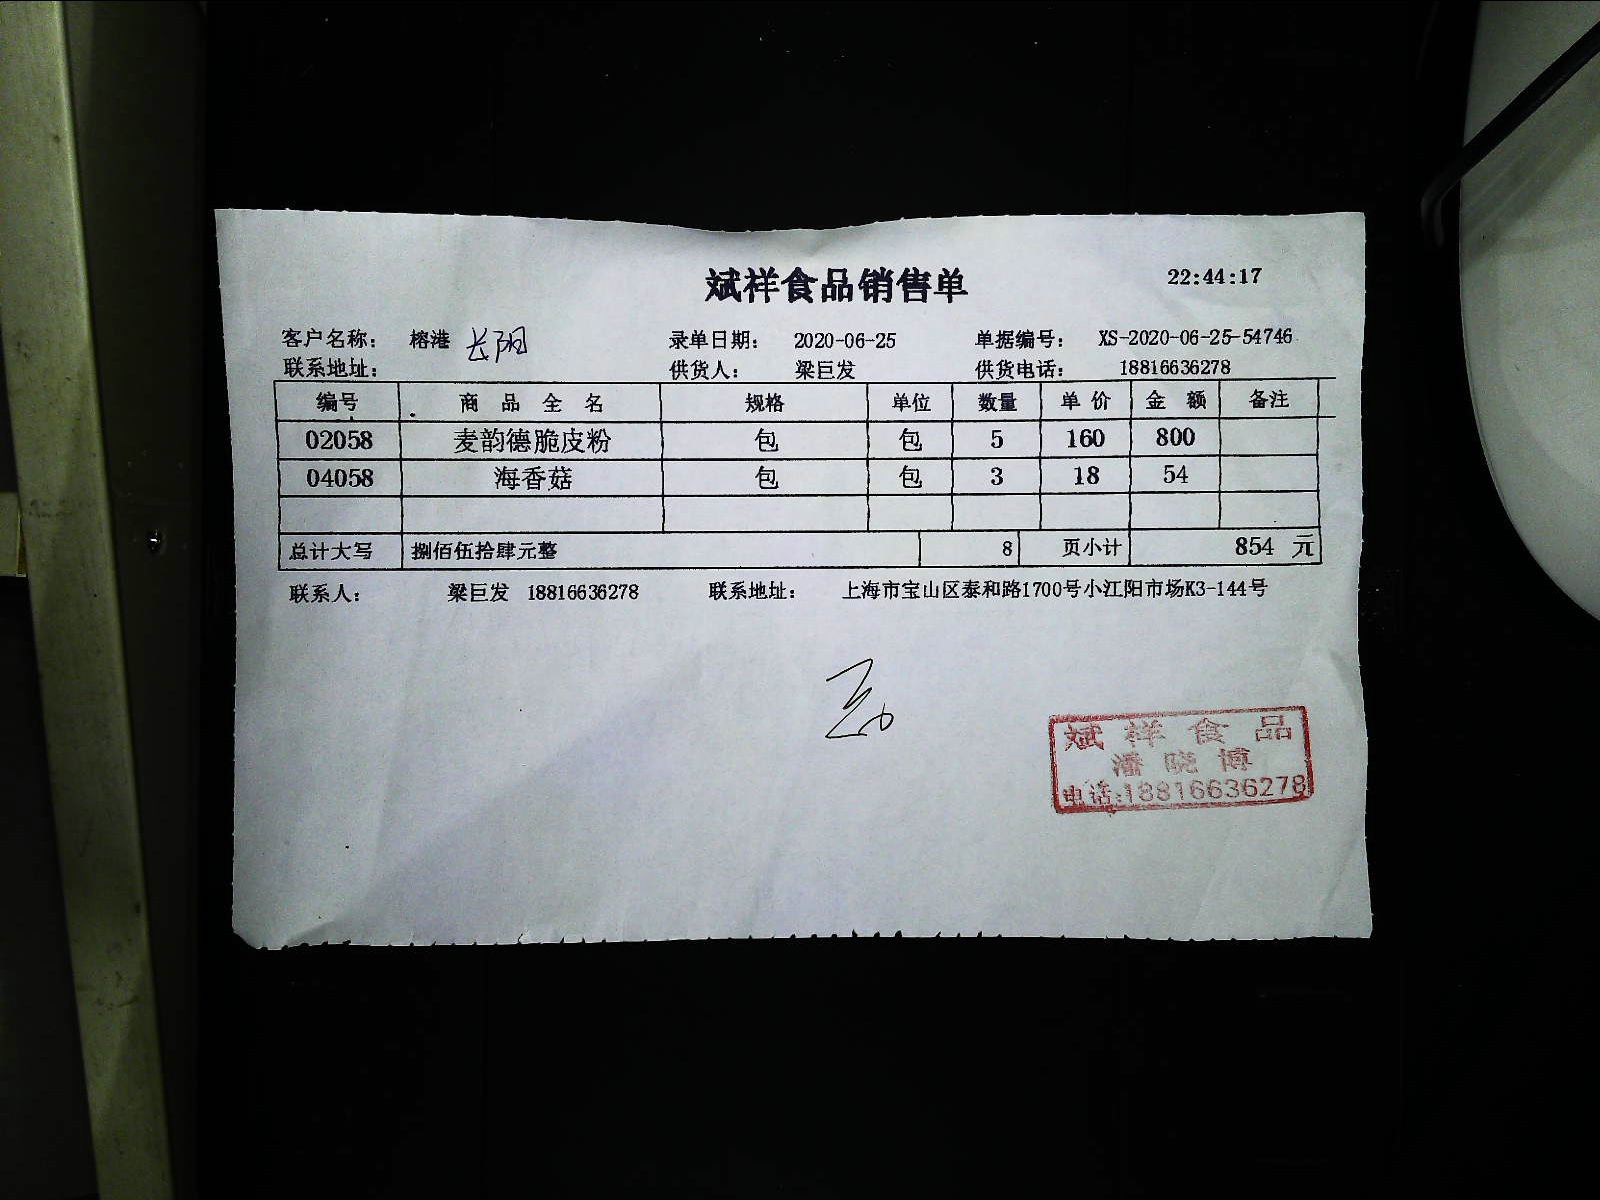 斌祥食品销售单 22:44:17
客户名称： 榕港 长阳 录单日期： 2020-06-25 单据编号： XS-2020-06-25-54746
联系地址： 供货人： 梁巨发 供货电话： 18816636278
编号 商 品 全 名 规格 单位 数量 单 价 金 额 备注
02058 麦韵德脆皮粉 包 包 5 160 800
04058 海香菇 包 包 3 18 54
总计大写 捌佰伍拾肆元整 8 页小计 854 元
联系人： 梁巨发 18816636278 联系地址： 上海市宝山区泰和路1700号小江阳市场K3-144号
斌祥食品
潘晓博
电话:18816636278